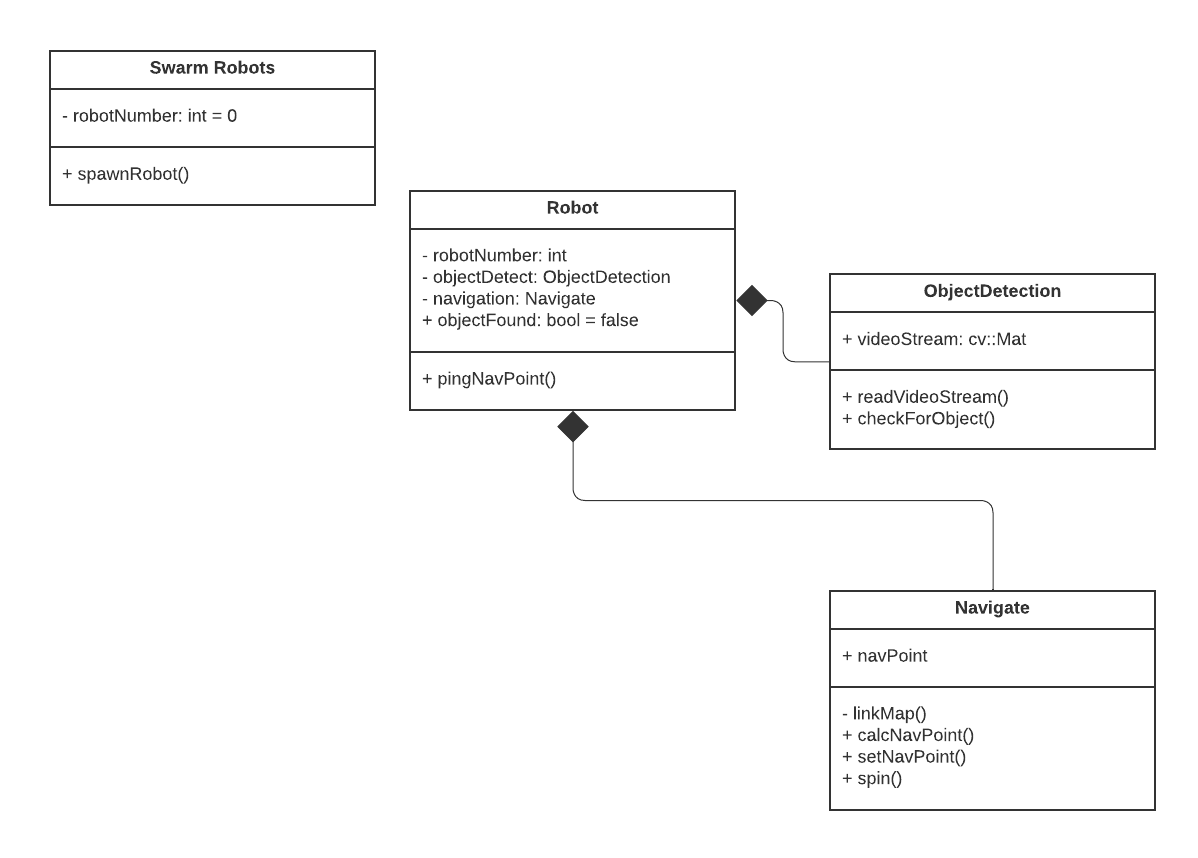 Swarm Robots
- robotNumber: int = 0
+ spawnRobot()
Robot
- robotNumber: int
- objectDetect: ObjectDetection
- navigation: Navigate
+ objectFound: bool = false
+ pingNavPoint()
ObjectDetection
+ videoStream: cv::Mat
+ readVideoStream()
+ checkForObject()
Navigate
+ navPoint
- linkMap()
+ calcNavPoint()
+ setNavPoint()
+ spin()